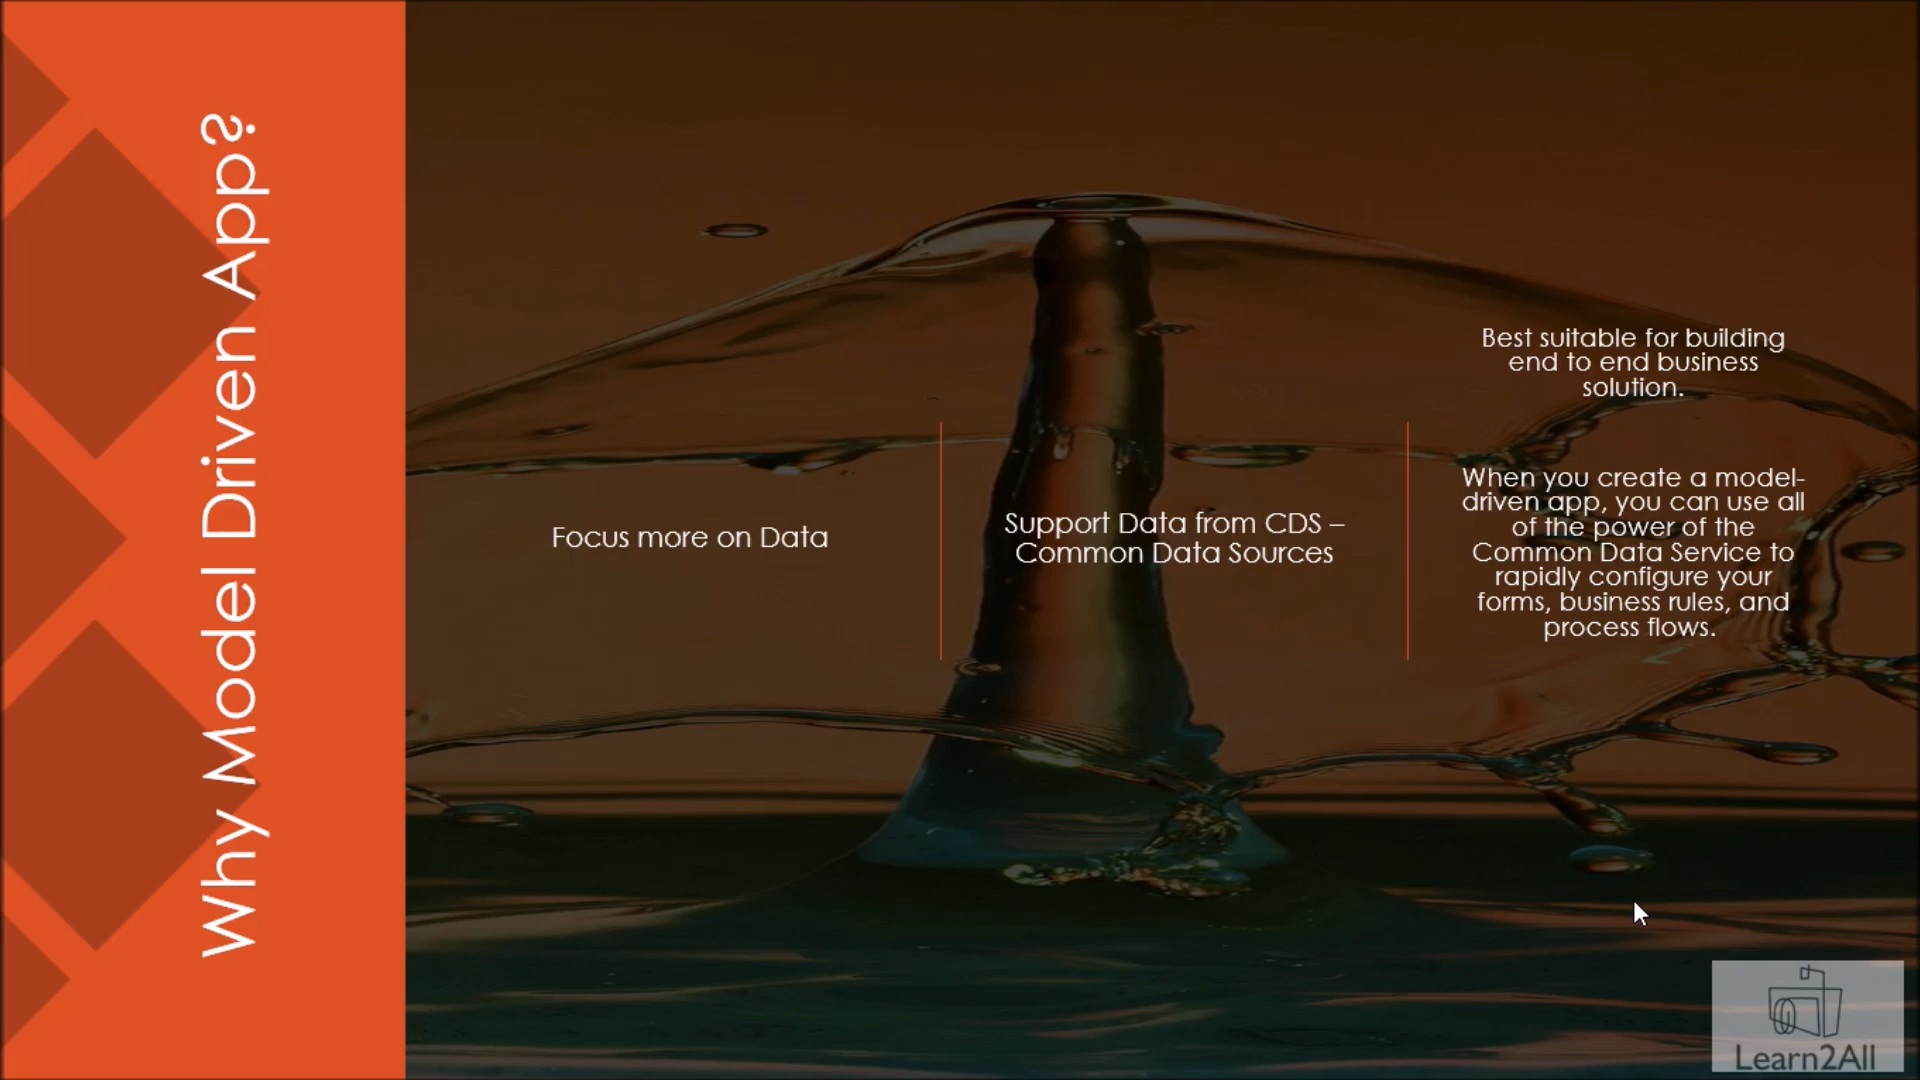 Why Model Driven App?
Focus more on Data
Support Data from CDS –
Common Data Sources
Best suitable for building
end to end business
solution.
When you create a model-
driven app, you can use all
of the power of the
Common Data Service to
rapidly configure your
forms, business rules, and
process flows.
Learn2All